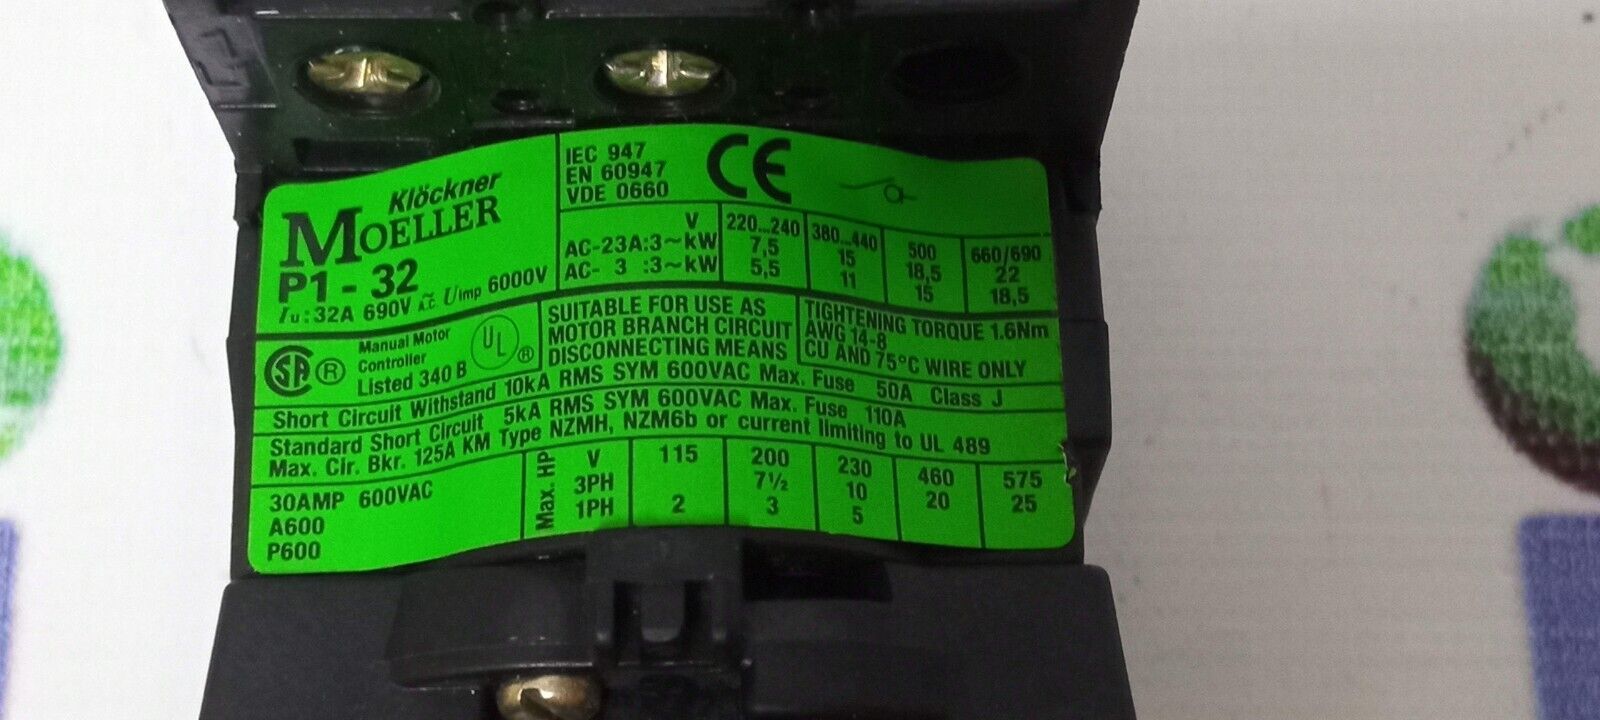 Klöckner
MOELLER
P1 - 32
Iu: 32A 690V A.C. Uimp 6000V
IEC 947
EN 60947
VDE 0660
CE
V 220...240 380...440 500 660/690
AC-23A:3~kW 7,5 15 18,5 22
AC- 3 :3~kW 5,5 11 15 18,5
SA ®
Manual Motor
Controller
Listed 340 B
UL ®
SUITABLE FOR USE AS
MOTOR BRANCH CIRCUIT
DISCONNECTING MEANS
TIGHTENING TORQUE 1.6Nm
AWG 14-8
CU AND 75°C WIRE ONLY
Short Circuit Withstand 10kA RMS SYM 600VAC Max. Fuse 50A Class J
Standard Short Circuit 5kA RMS SYM 600VAC Max. Fuse 110A
Max. Cir. Bkr. 125A KM Type NZMH, NZM6b or current limiting to UL 489
30AMP 600VAC
A600
P600
Max. HP
V 115 200 230 460 575
3PH 7½ 10 20 25
1PH 2 3 5